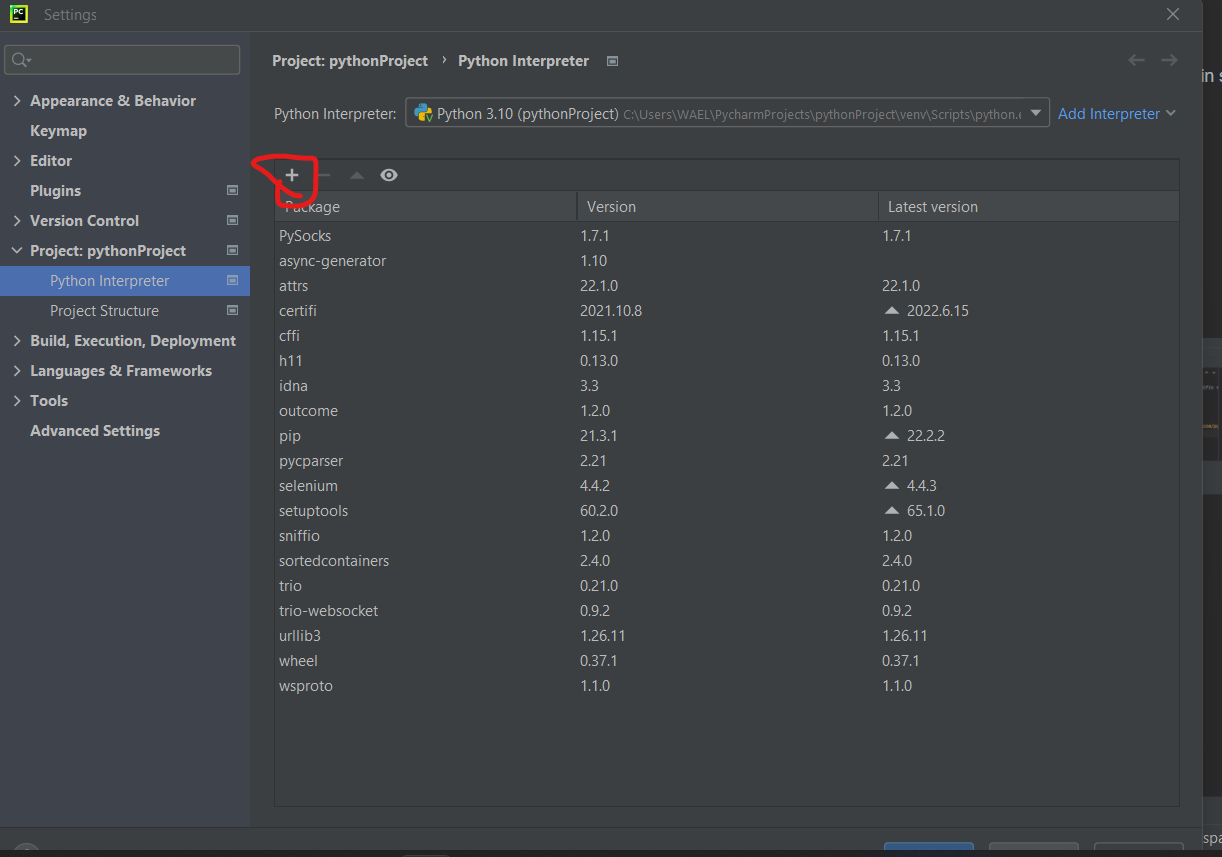 PC
Settings
Project: pythonProject › Python Interpreter
Python Interpreter: Python 3.10 (pythonProject) C:\Users\WAEL\PycharmProjects\pythonProject\venv\Scripts\python.e Add Interpreter
Appearance & Behavior
Keymap
Editor
Plugins
Version Control
Project: pythonProject
Python Interpreter
Project Structure
Build, Execution, Deployment
Languages & Frameworks
Tools
Advanced Settings
Package Version Latest version
PySocks 1.7.1 1.7.1
async-generator 1.10
attrs 22.1.0 22.1.0
certifi 2021.10.8 2022.6.15
cffi 1.15.1 1.15.1
h11 0.13.0 0.13.0
idna 3.3 3.3
outcome 1.2.0 1.2.0
pip 21.3.1 22.2.2
pycparser 2.21 2.21
selenium 4.4.2 4.4.3
setuptools 60.2.0 65.1.0
sniffio 1.2.0 1.2.0
sortedcontainers 2.4.0 2.4.0
trio 0.21.0 0.21.0
trio-websocket 0.9.2 0.9.2
urllib3 1.26.11 1.26.11
wheel 0.37.1 0.37.1
wsproto 1.1.0 1.1.0
in s
spa